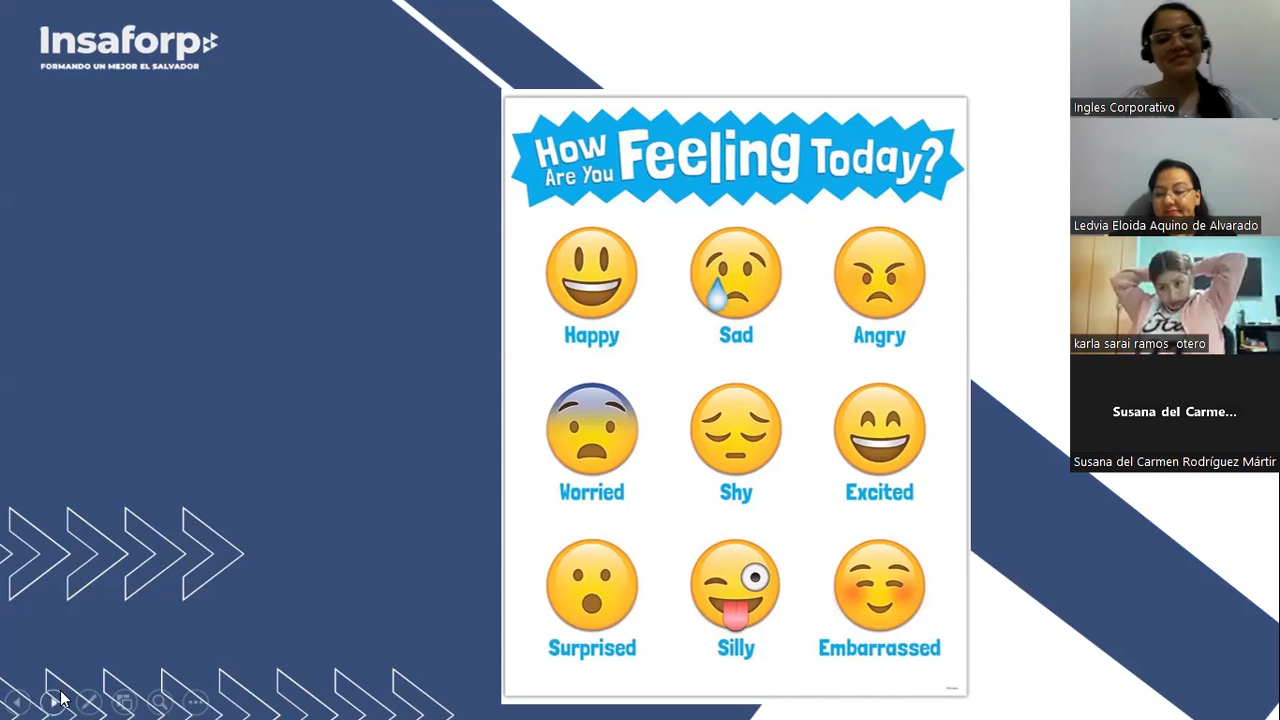 Insaforp
FORMANDO UN MEJOR EL SALVADOR
How Are You Feeling Today?
Happy
Sad
Angry
Worried
Shy
Excited
Surprised
Silly
Embarrassed
Ingles Corporativo
Ledvia Eloida Aquino de Alvarado
karla sarai ramos otero
Susana del Carme...
Susana del Carmen Rodríguez Mártir